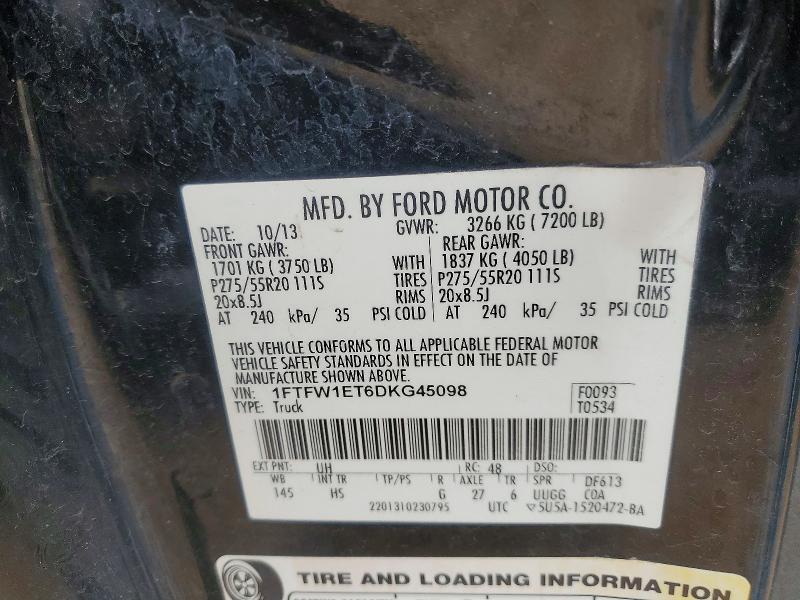 MFD. BY FORD MOTOR CO.
DATE: 10/13 GVWR: 3266 KG ( 7200 LB)
FRONT GAWR: REAR GAWR:
1701 KG ( 3750 LB) WITH 1837 KG ( 4050 LB) WITH
P275/55R20 111S TIRES P275/55R20 111S TIRES
20x8.5J RIMS 20x8.5J RIMS
AT 240 kPa/ 35 PSI COLD AT 240 kPa/ 35 PSI COLD
THIS VEHICLE CONFORMS TO ALL APPLICABLE FEDERAL MOTOR
VEHICLE SAFETY STANDARDS IN EFFECT ON THE DATE OF
MANUFACTURE SHOWN ABOVE.
VIN: 1FTFW1ET6DKG45098 F0093
TYPE: Truck T0534
EXT PNT: UH RC: 48 DSO:
WB INT TR TP/PS R AXLE TR SPR DF613
145 HS G 27 6 UUGG COA
2201310230795 UTC ▽5U5A-1520472-BA
TIRE AND LOADING INFORMATION